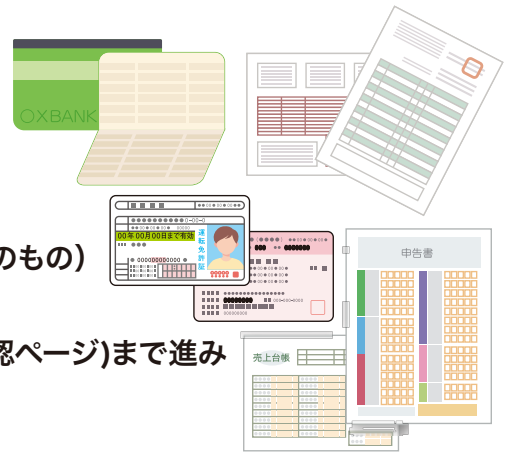 OXBANK
00年00月00日まで有効
運転免許証
のもの）
申告書
認ページ)まで進み
売上台帳